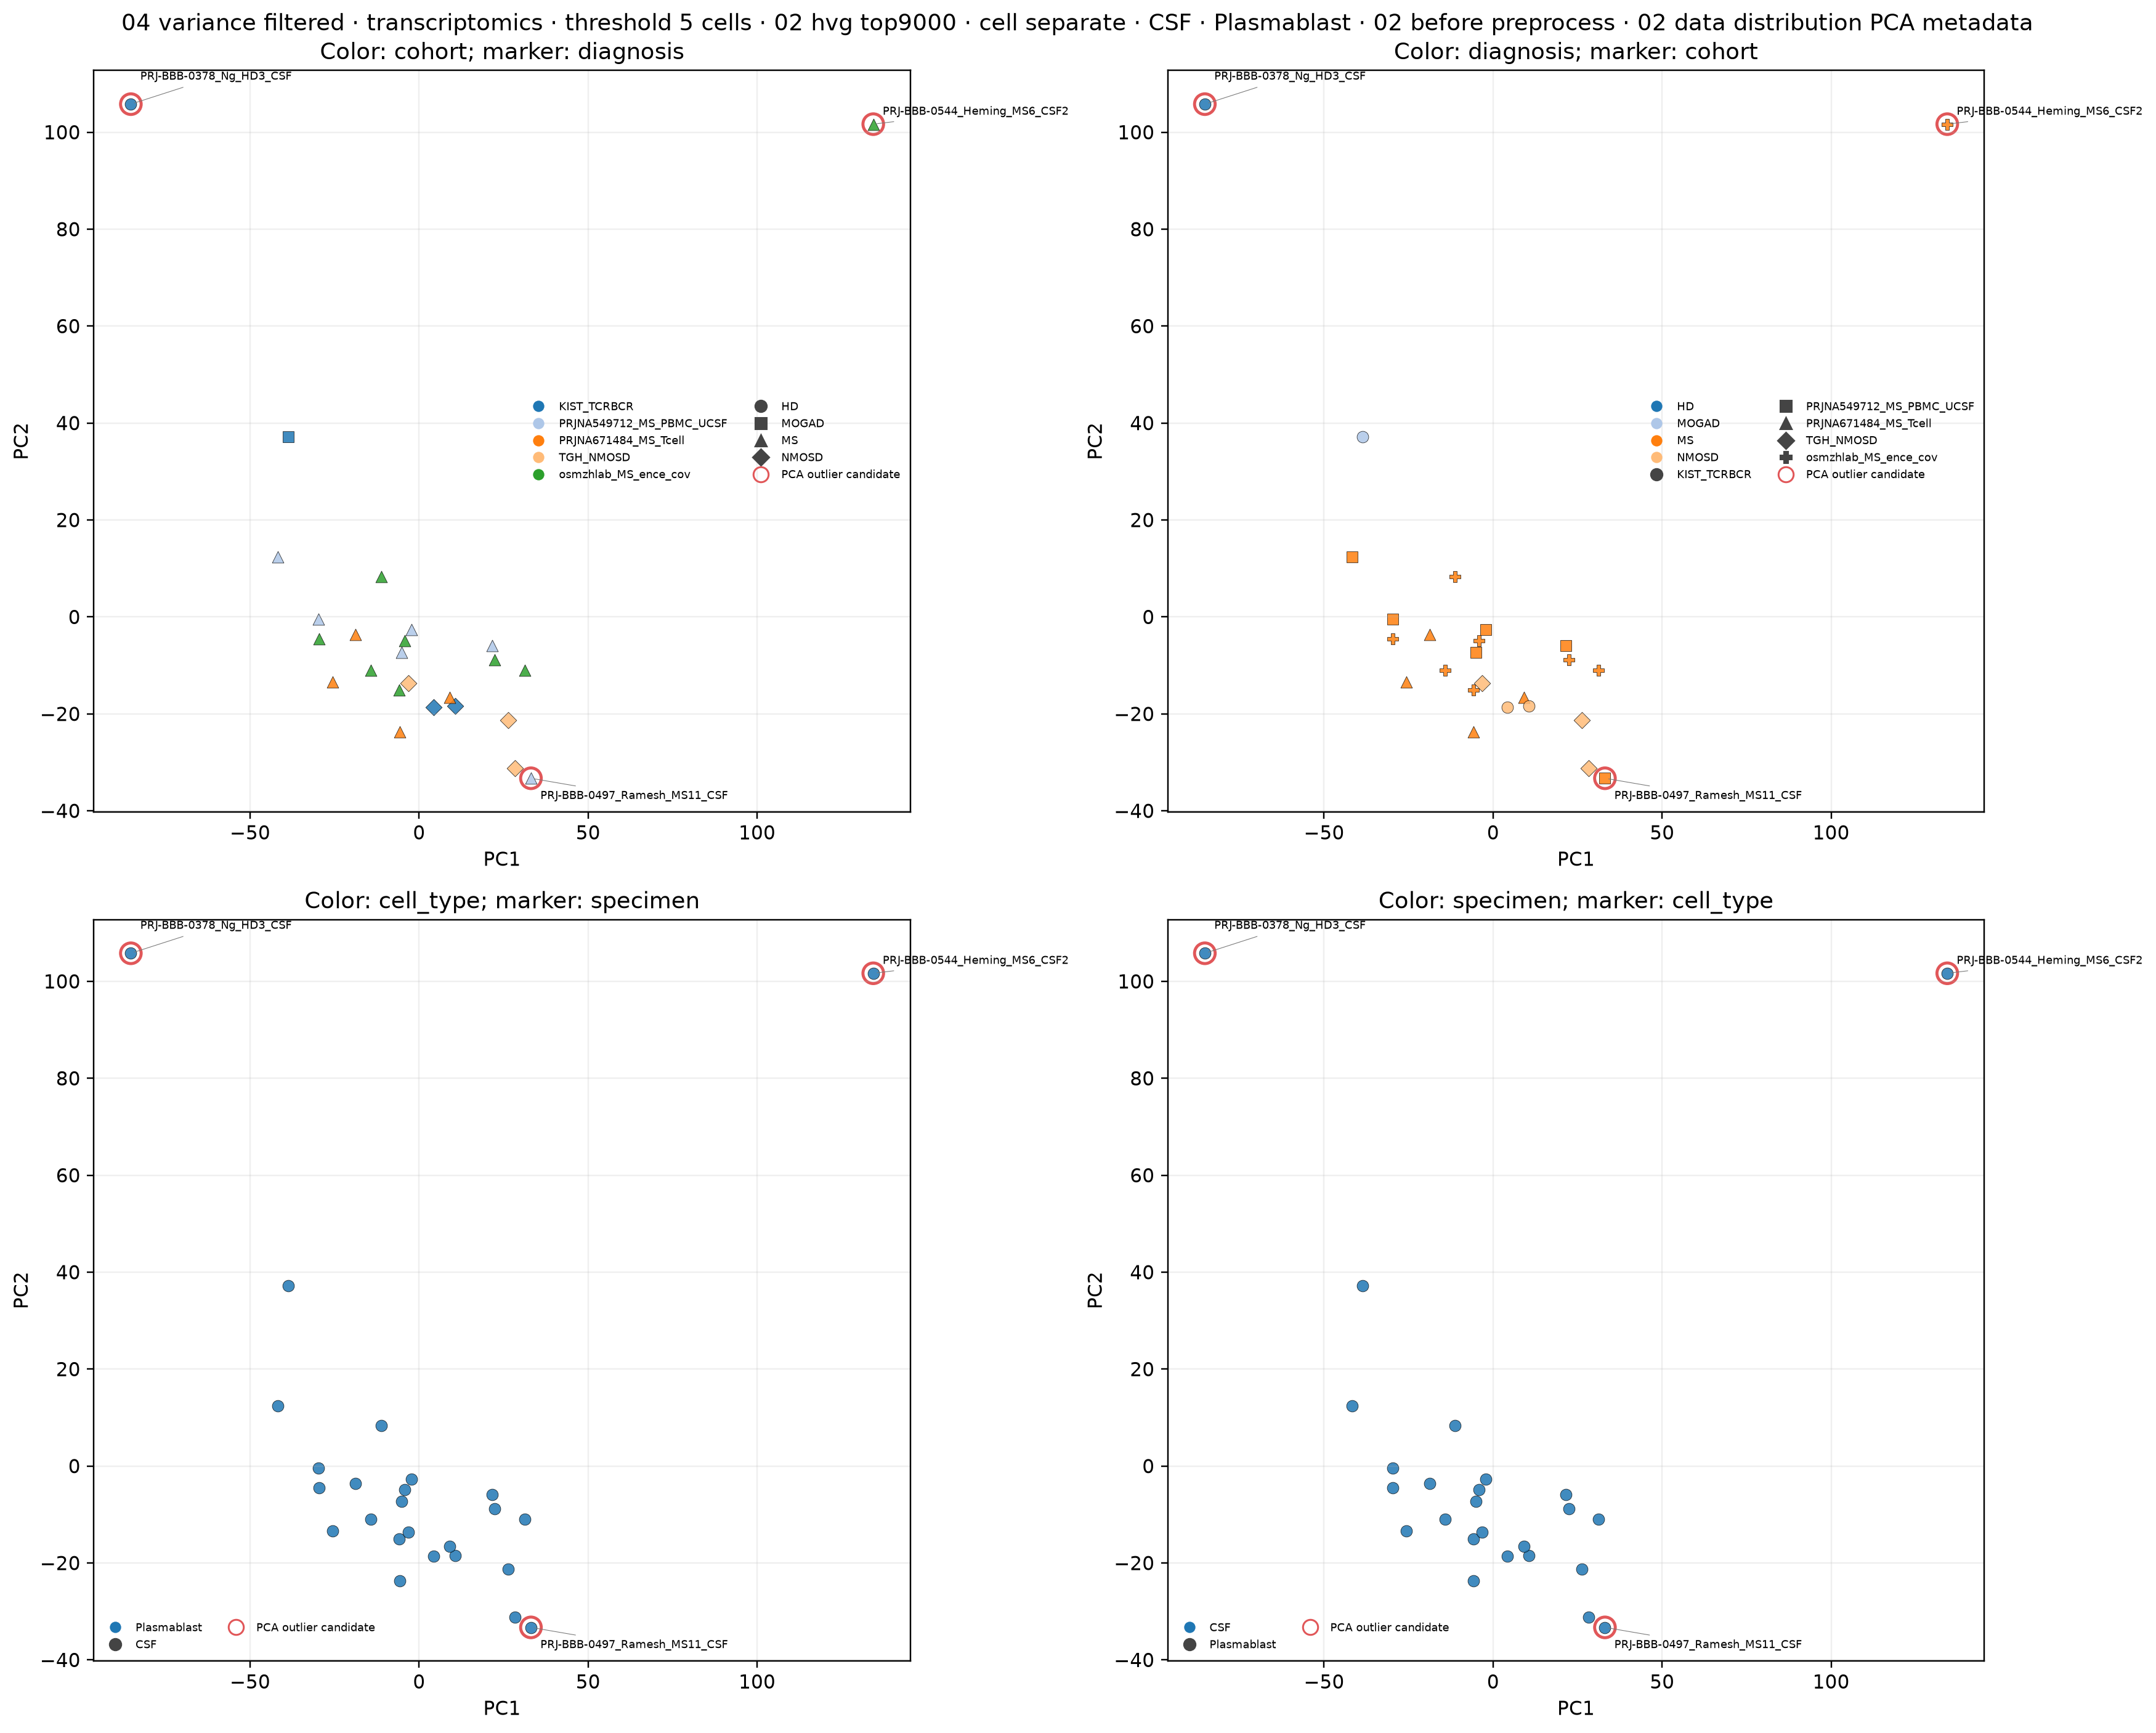 04 variance filtered · transcriptomics · threshold 5 cells · 02 hvg top9000 · cell separate · CSF · Plasmablast · 02 before preprocess · 02 data distribution PCA metadata
Color: cohort; marker: diagnosis
PRJ-BBB-0378_Ng_HD3_CSF
PRJ-BBB-0544_Heming_MS6_CSF2
100
80
60
40
20
0
−20
−40
PC2
KIST_TCRBCR
PRJNA549712_MS_PBMC_UCSF
PRJNA671484_MS_Tcell
TGH_NMOSD
osmzhlab_MS_ence_cov
HD
MOGAD
MS
NMOSD
PCA outlier candidate
PRJ-BBB-0497_Ramesh_MS11_CSF
−50
0
50
100
PC1
Color: diagnosis; marker: cohort
PRJ-BBB-0378_Ng_HD3_CSF
PRJ-BBB-0544_Heming_MS6_CSF2
100
80
60
40
20
0
−20
−40
PC2
HD
MOGAD
MS
NMOSD
KIST_TCRBCR
PRJNA549712_MS_PBMC_UCSF
PRJNA671484_MS_Tcell
TGH_NMOSD
osmzhlab_MS_ence_cov
PCA outlier candidate
PRJ-BBB-0497_Ramesh_MS11_CSF
−50
0
50
100
PC1
Color: cell_type; marker: specimen
PRJ-BBB-0378_Ng_HD3_CSF
PRJ-BBB-0544_Heming_MS6_CSF2
100
80
60
40
20
0
−20
−40
PC2
Plasmablast
CSF
PCA outlier candidate
PRJ-BBB-0497_Ramesh_MS11_CSF
−50
0
50
100
PC1
Color: specimen; marker: cell_type
PRJ-BBB-0378_Ng_HD3_CSF
PRJ-BBB-0544_Heming_MS6_CSF2
100
80
60
40
20
0
−20
−40
PC2
CSF
Plasmablast
PCA outlier candidate
PRJ-BBB-0497_Ramesh_MS11_CSF
−50
0
50
100
PC1